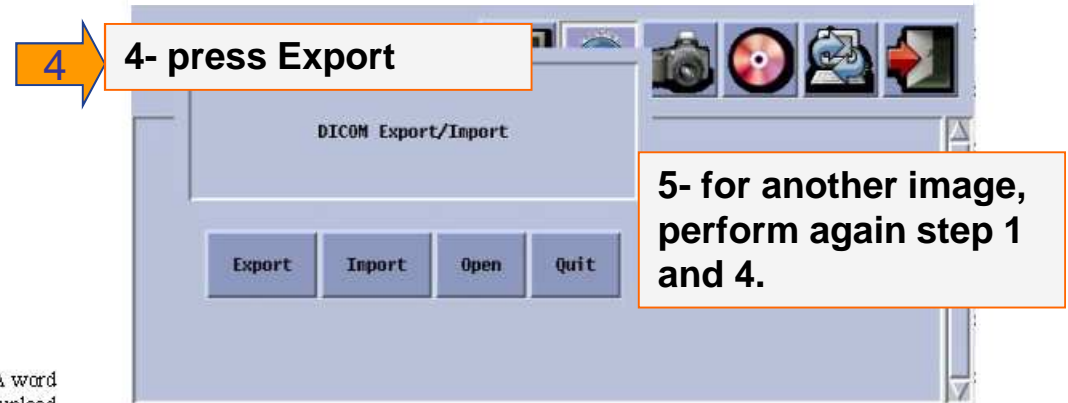 4
4- press Export
DICOM Export/Import
5- for another image,
perform again step 1
and 4.
Export Import Open Quit
A word